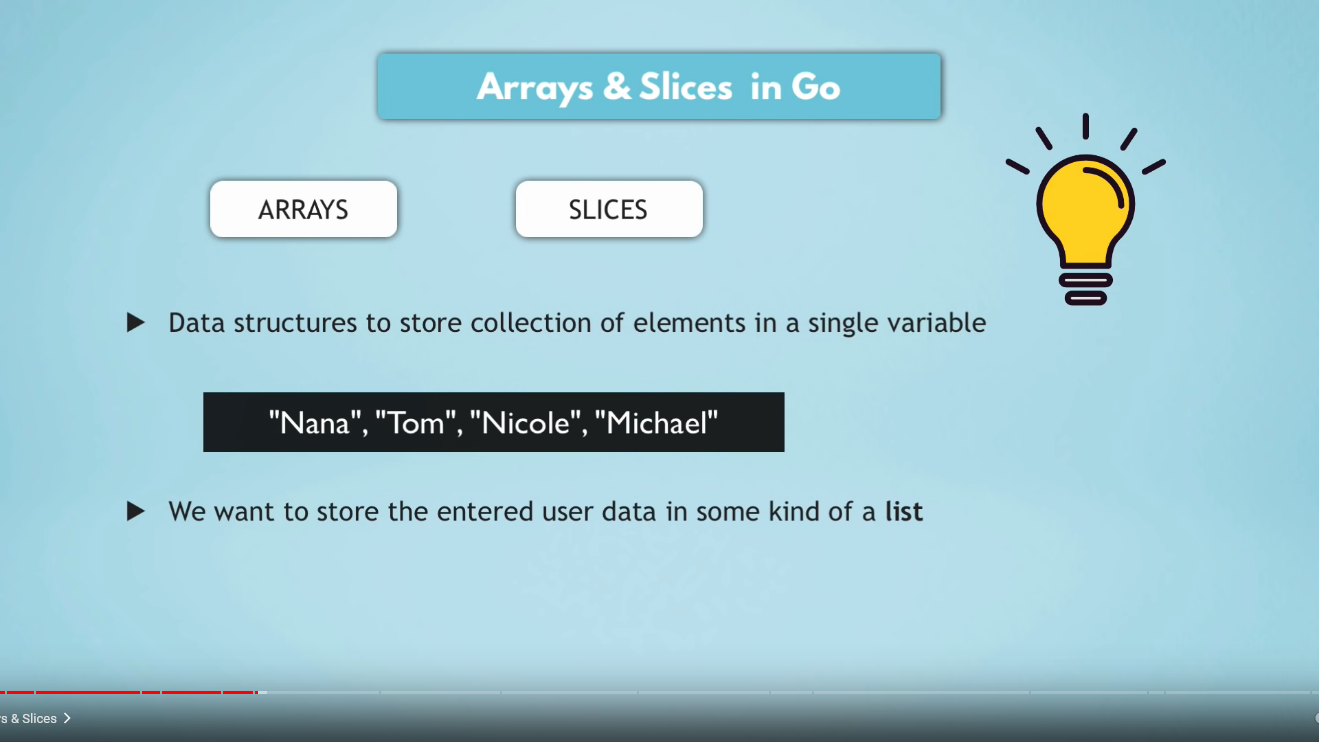 Arrays & Slices in Go
ARRAYS
SLICES
Data structures to store collection of elements in a single variable
"Nana", "Tom", "Nicole", "Michael"
We want to store the entered user data in some kind of a list
& Slices